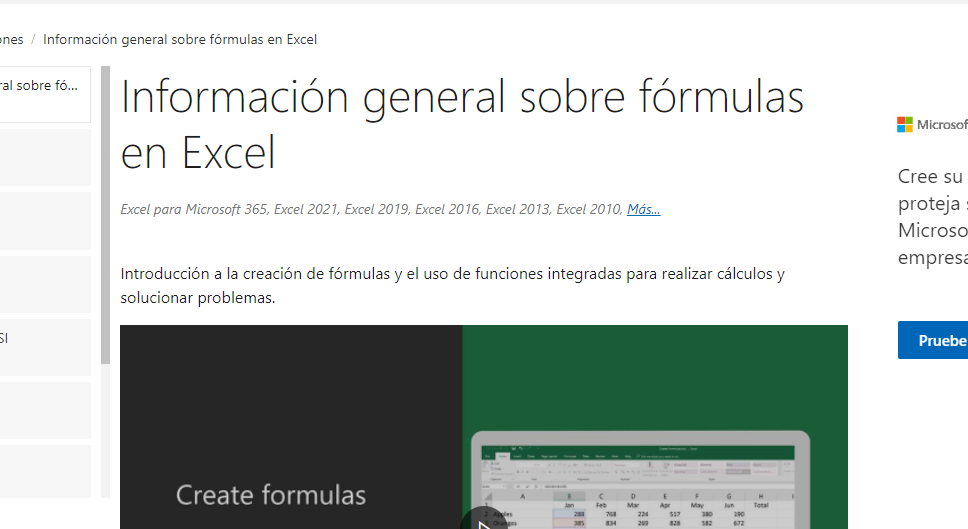 ones / Información general sobre fórmulas en Excel
ral sobre fó...
SI
Información general sobre fórmulas
en Excel
Excel para Microsoft 365, Excel 2021, Excel 2019, Excel 2016, Excel 2013, Excel 2010, Más...
Introducción a la creación de fórmulas y el uso de funciones integradas para realizar cálculos y
solucionar problemas.
Create formulas
A B C D E F G H I
1 Jan Feb Mar Apr May Jun Total
2 Apples 288 768 224 517 380 190
3 Oranges 385 834 269 828 582 672
Microsof
Cree su
proteja
Microso
empresa
Pruebe